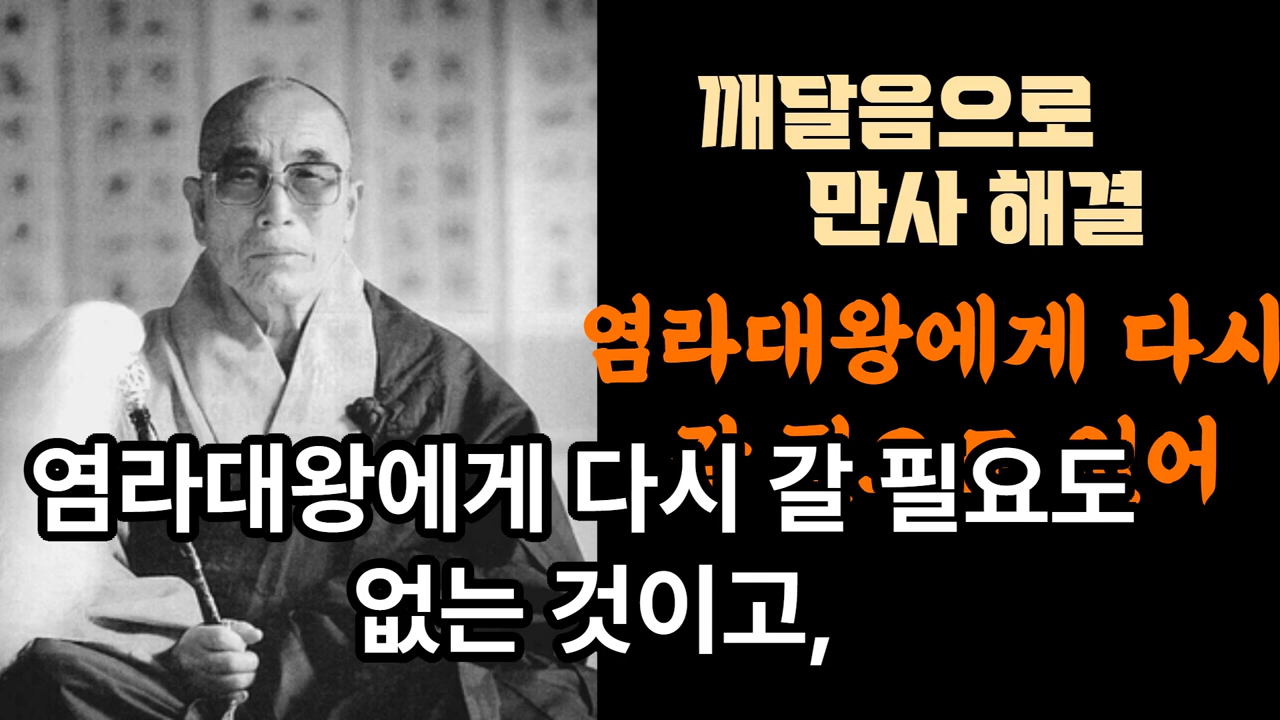 깨달음으로
만사 해결
염라대왕에게 다시
염라대왕에게 다시 갈 필요도
없는 것이고,